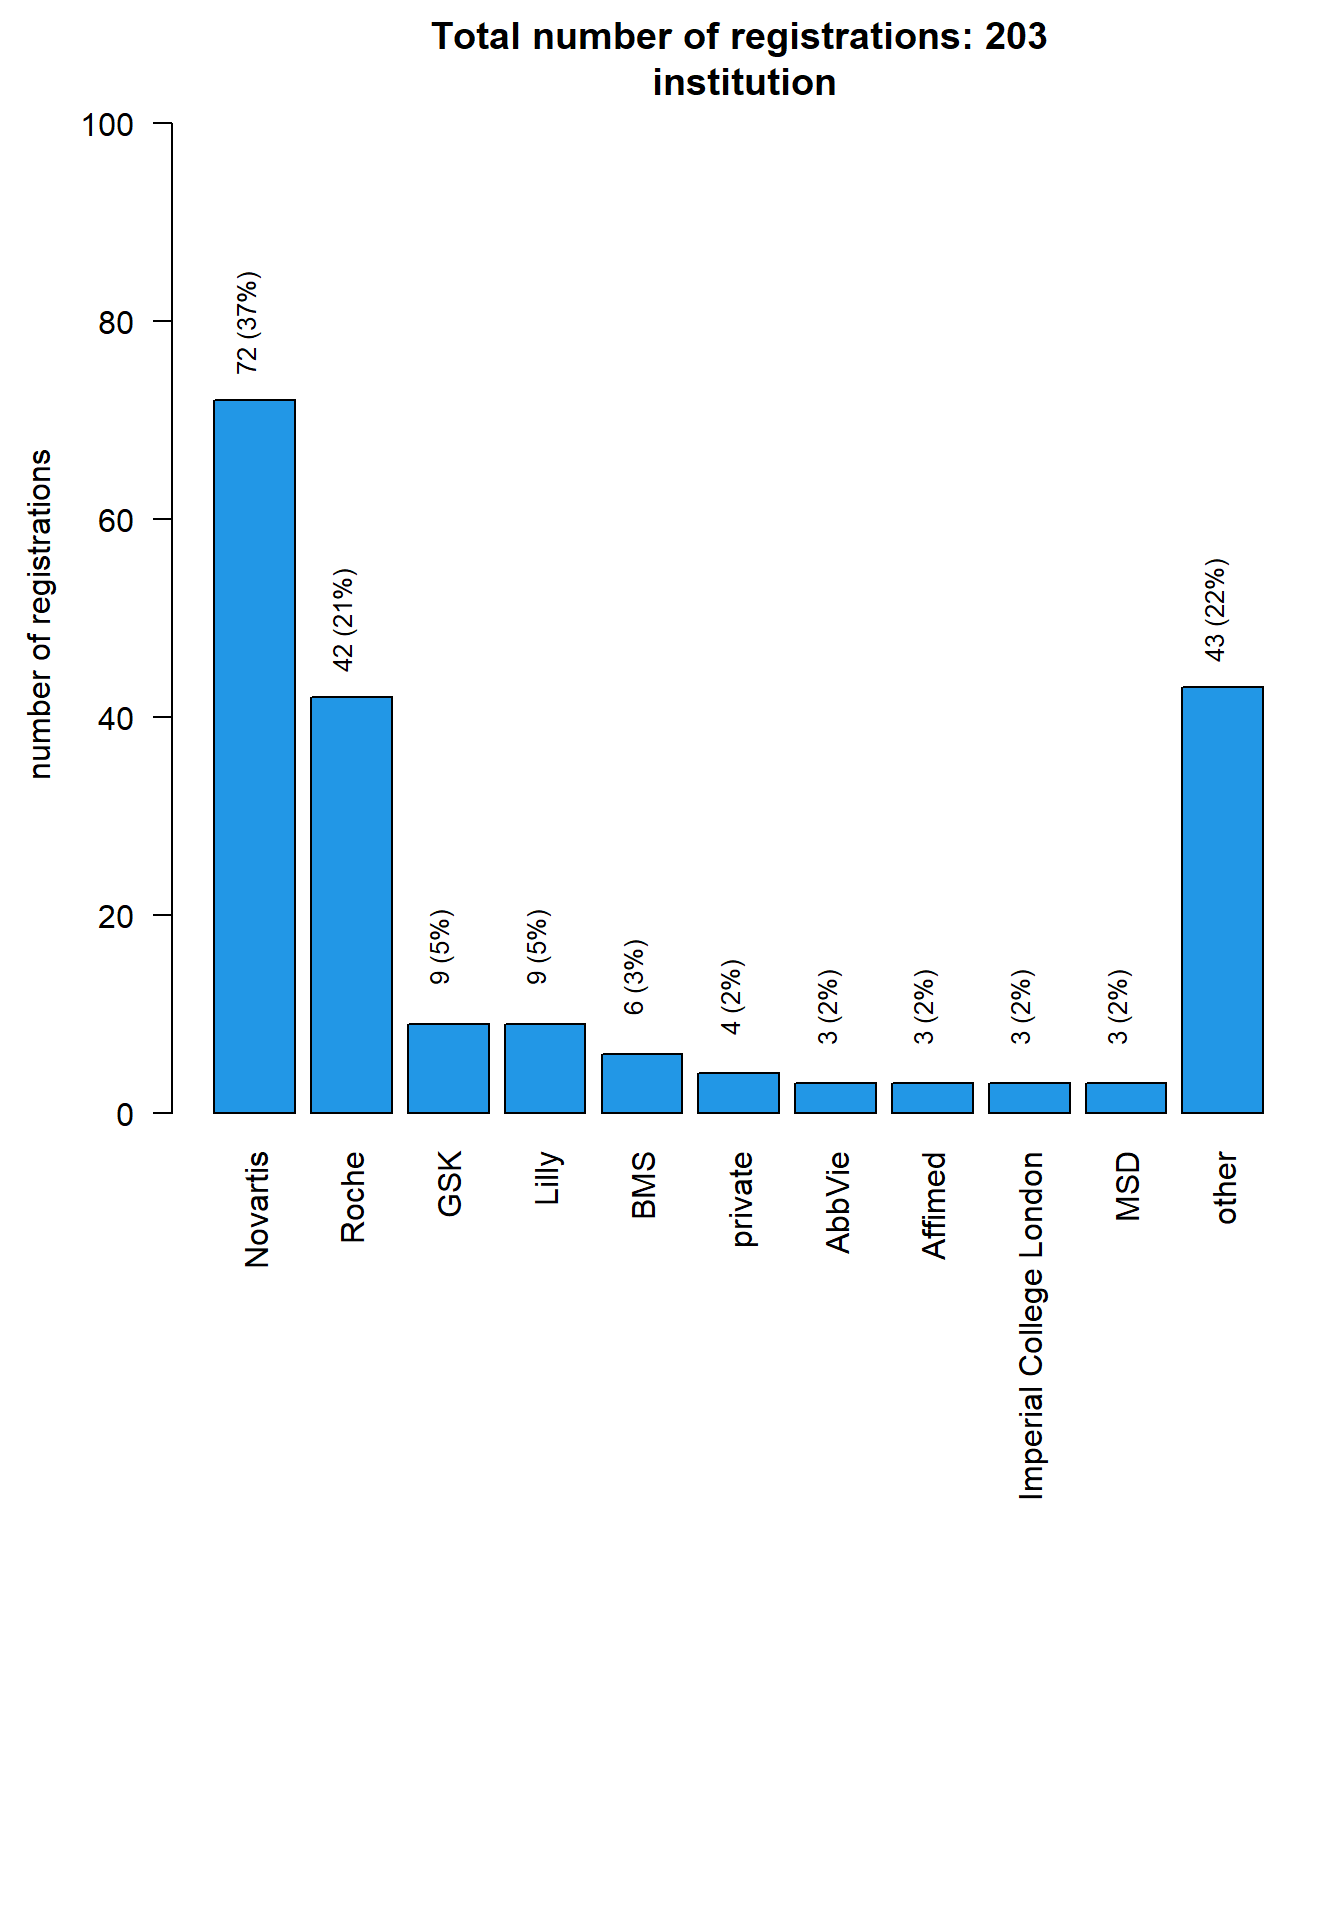 Total number of registrations: 203
institution
number of registrations
100
80
60
40
20
0
72 (37%)
42 (21%)
9 (5%)
9 (5%)
6 (3%)
4 (2%)
3 (2%)
3 (2%)
3 (2%)
3 (2%)
43 (22%)
Novartis
Roche
GSK
Lilly
BMS
private
AbbVie
Affimed
Imperial College London
MSD
other